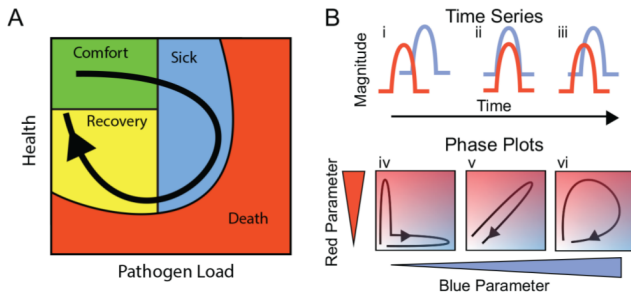 A
Comfort
Sick
Recovery
Death
Health
Pathogen Load
B
Time Series
i
ii
iii
Magnitude
Time
Phase Plots
iv
v
vi
Red Parameter
Blue Parameter